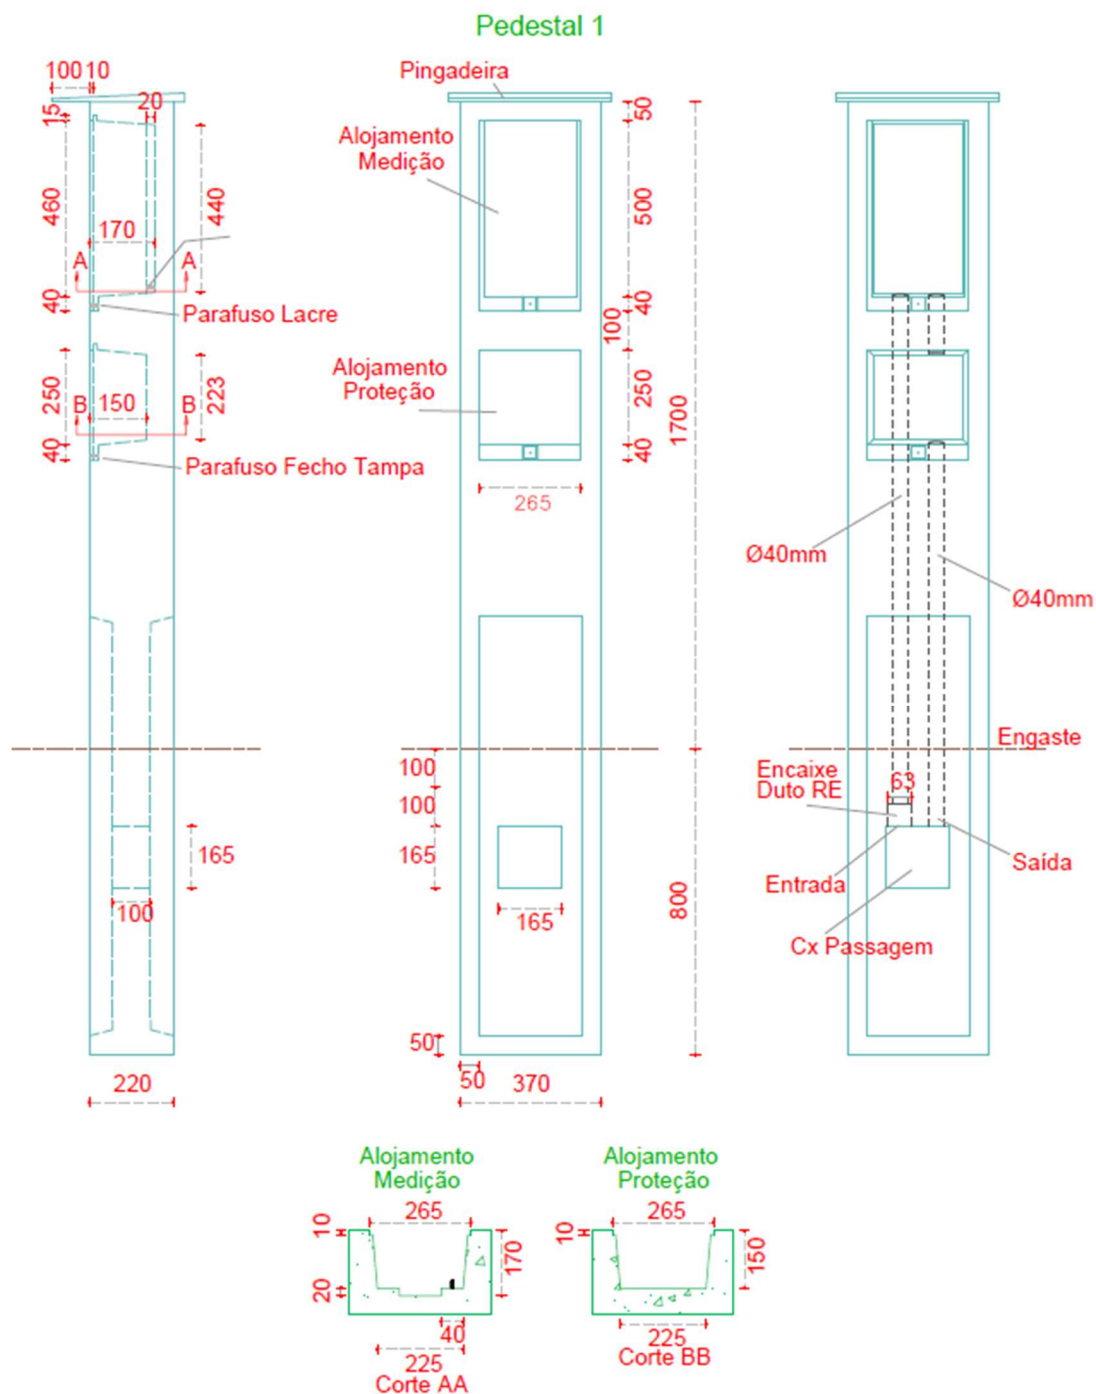 Pedestal 1
100
10
20
15
460
440
170
A
A
40
Parafuso Lacre
250
150
223
B
B
40
Parafuso Fecho Tampa
165
100
220
Pingadeira
Alojamento
Medição
50
500
40
100
Alojamento
Proteção
250
40
1700
265
100
100
165
165
800
50
50
370
Ø40mm
Ø40mm
Engaste
Encaixe
Duto RE
63
Entrada
Saída
Cx Passagem
Alojamento
Medição
265
10
170
20
40
225
Corte AA
Alojamento
Proteção
265
10
150
225
Corte BB